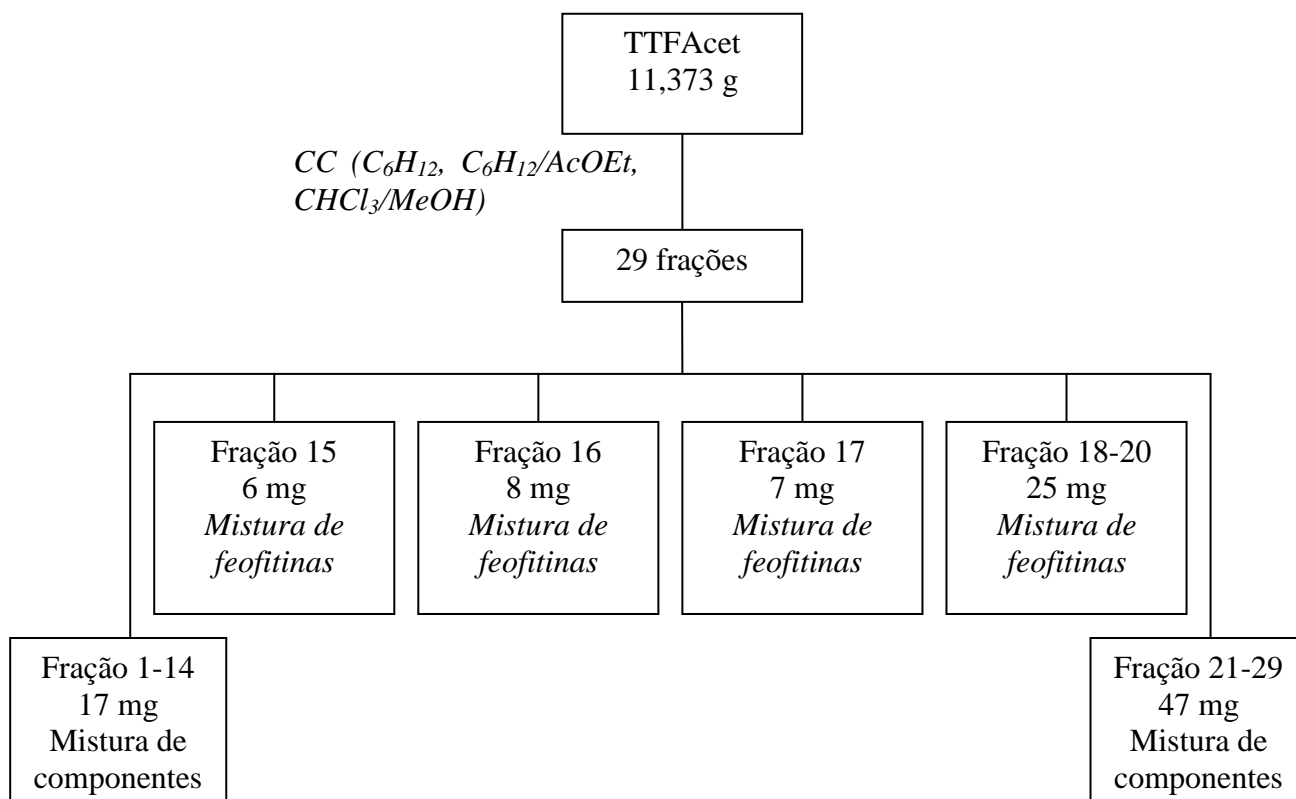 TTFAcet
11,373 g
CC (C₆H₁₂, C₆H₁₂/AcOEt,
CHCl₃/MeOH)
29 frações
Fração 15
6 mg
Mistura de
feofitinas
Fração 16
8 mg
Mistura de
feofitinas
Fração 17
7 mg
Mistura de
feofitinas
Fração 18-20
25 mg
Mistura de
feofitinas
Fração 1-14
17 mg
Mistura de
componentes
Fração 21-29
47 mg
Mistura de
componentes